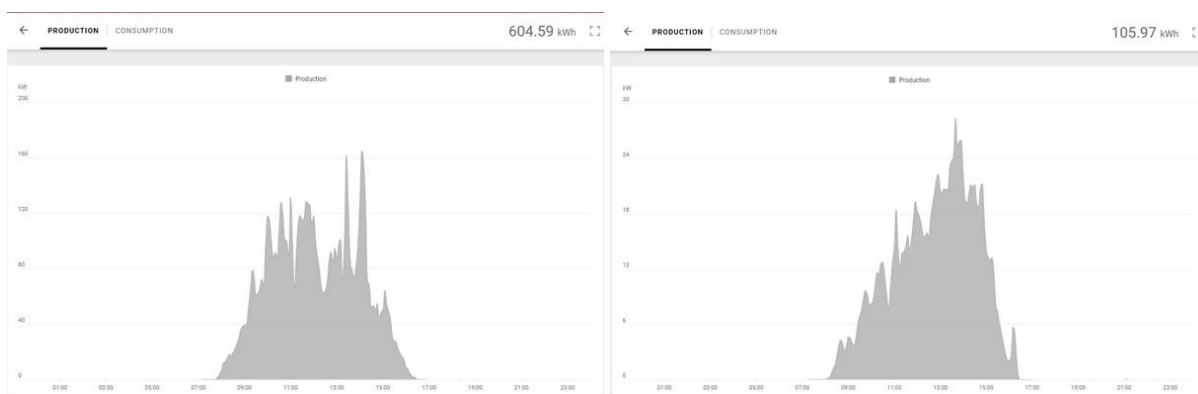 PRODUCTION CONSUMPTION 604.59 kWh
Production
kW
200
160
120
80
40
0
01:00 03:00 05:00 07:00 09:00 11:00 13:00 15:00 17:00 19:00 21:00 23:00
PRODUCTION CONSUMPTION 105.97 kWh
Production
kW
30
24
18
12
6
0
01:00 03:00 05:00 07:00 09:00 11:00 13:00 15:00 17:00 19:00 21:00 23:00